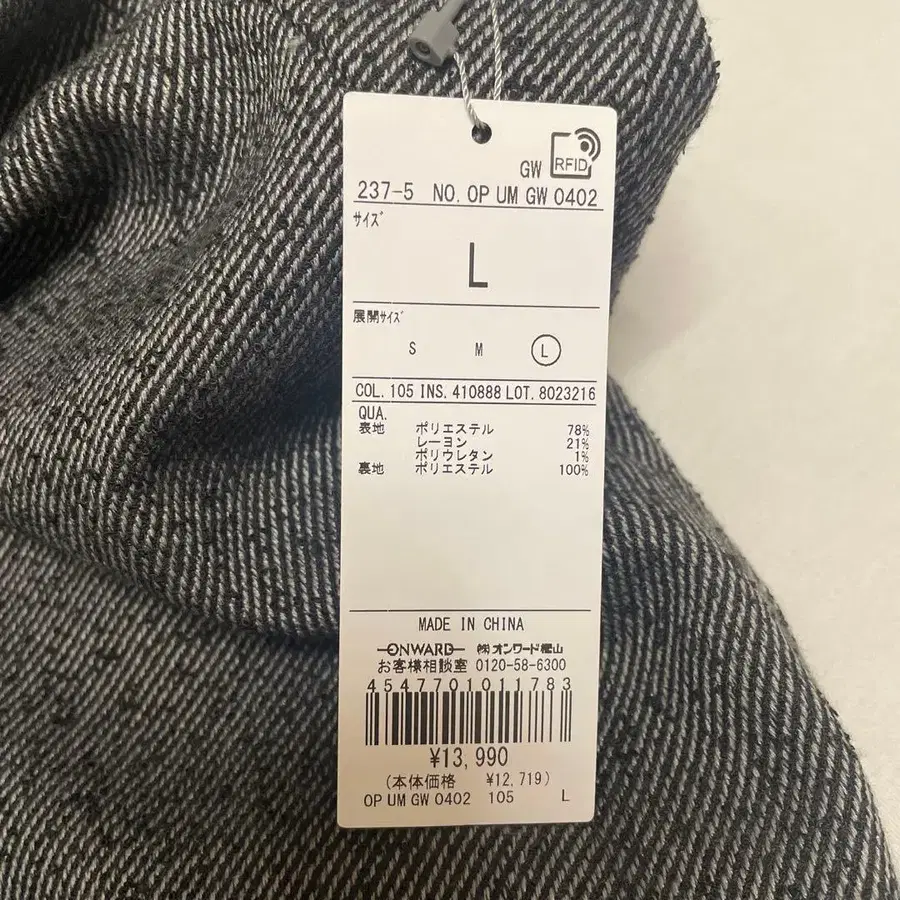 GW RFID
237-5 NO. OP UM GW 0402
サイズ
L
展開サイズ
S M L
COL. 105 INS. 410888 LOT. 8023216
QUA.
表地 ポリエステル 78%
レーヨン 21%
ポリウレタン 1%
裏地 ポリエステル 100%
MADE IN CHINA
ONWARD ㈱オンワード樫山
お客様相談室 0120-58-6300
4547701011783
¥13,990
(本体価格 ¥12,719)
OP UM GW 0402 105 L